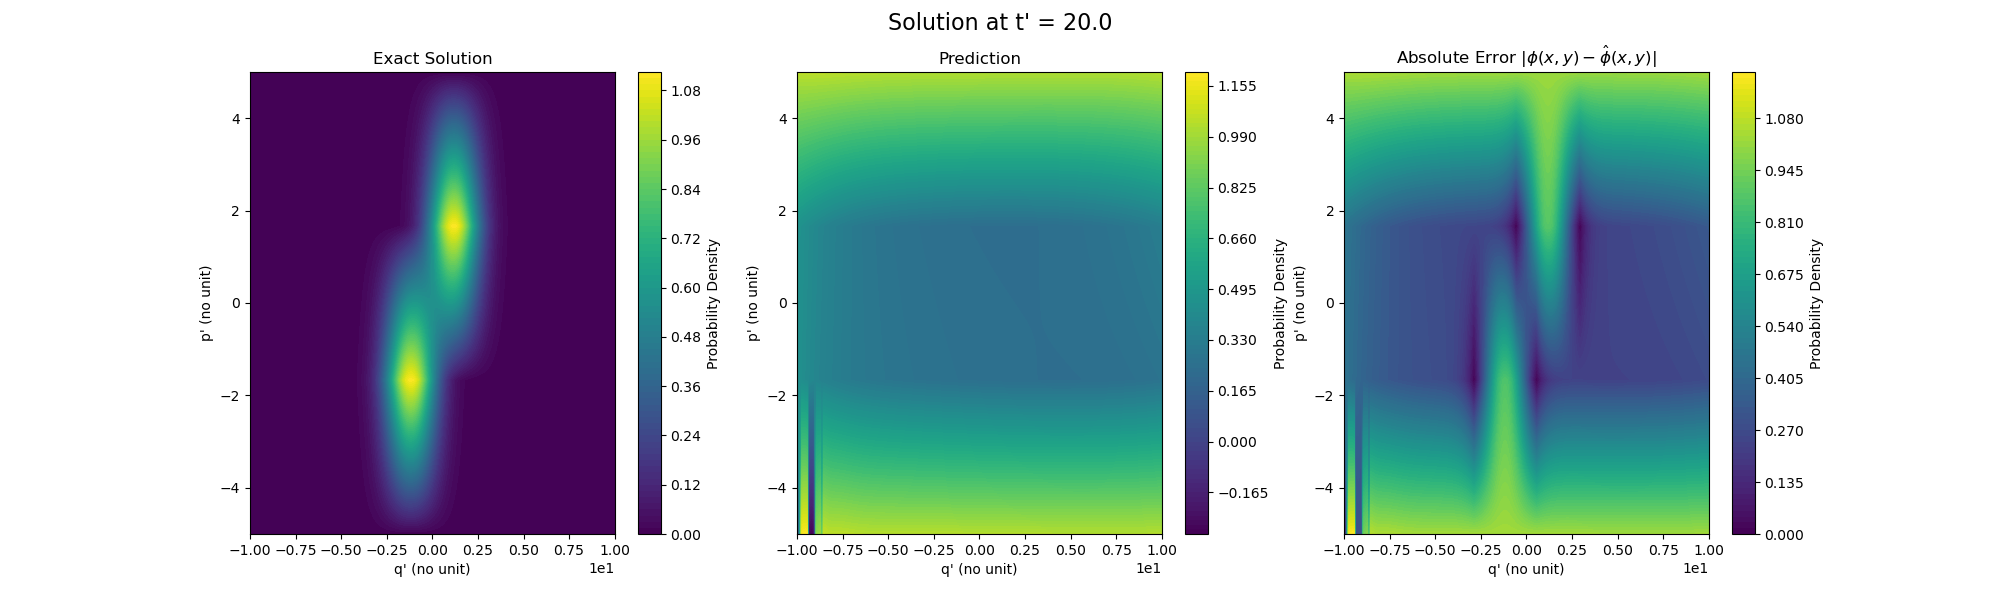 Solution at t' = 20.0
Exact Solution
4
2
0
−2
−4
p' (no unit)
−1.00 −0.75 −0.50 −0.25 0.00 0.25 0.50 0.75 1.00
q' (no unit)
1e1
1.08
0.96
0.84
0.72
0.60
0.48
0.36
0.24
0.12
0.00
Probability Density
Prediction
4
2
0
−2
−4
p' (no unit)
−1.00 −0.75 −0.50 −0.25 0.00 0.25 0.50 0.75 1.00
q' (no unit)
1e1
1.155
0.990
0.825
0.660
0.495
0.330
0.165
0.000
−0.165
Probability Density
Absolute Error |ϕ(x, y) − ϕ̂(x, y)|
4
2
0
−2
−4
p' (no unit)
−1.00 −0.75 −0.50 −0.25 0.00 0.25 0.50 0.75 1.00
q' (no unit)
1e1
1.080
0.945
0.810
0.675
0.540
0.405
0.270
0.135
0.000
Probability Density